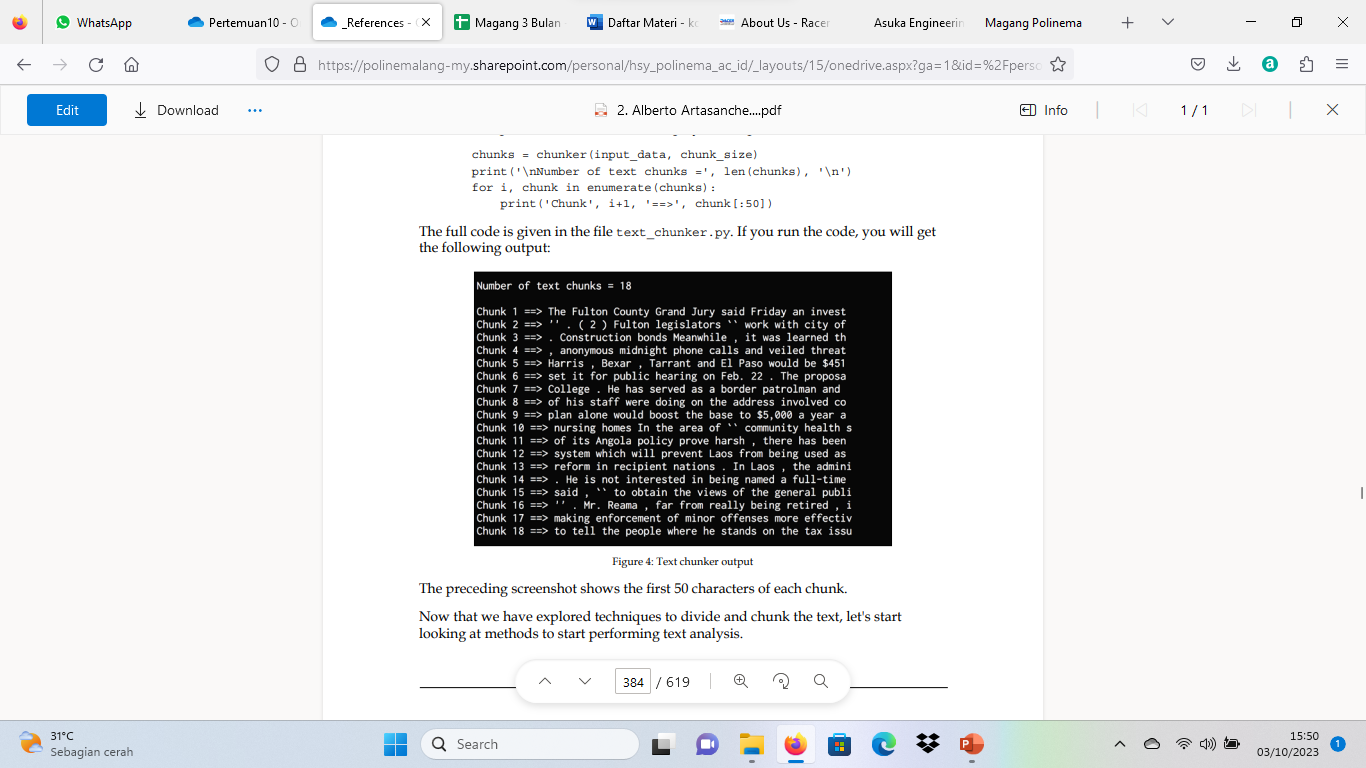 WhatsApp
Pertemuan10 - O
_References -
Magang 3 Bulan
Daftar Materi - ko
About Us - Racer
Asuka Engineerin
Magang Polinema
https://polinemalang-my.sharepoint.com/personal/hsy_polinema_ac_id/_layouts/15/onedrive.aspx?ga=1&id=%2Fperso
Edit
Download
2. Alberto Artasanche....pdf
Info
1 / 1
chunks = chunker(input_data, chunk_size)
print('\nNumber of text chunks =', len(chunks), '\n')
for i, chunk in enumerate(chunks):
    print('Chunk', i+1, '==>', chunk[:50])
The full code is given in the file text_chunker.py. If you run the code, you will get
the following output:
Number of text chunks = 18
Chunk 1 ==> The Fulton County Grand Jury said Friday an invest
Chunk 2 ==> '' . ( 2 ) Fulton legislators `` work with city of
Chunk 3 ==> . Construction bonds Meanwhile , it was learned th
Chunk 4 ==> , anonymous midnight phone calls and veiled threat
Chunk 5 ==> Harris , Bexar , Tarrant and El Paso would be $451
Chunk 6 ==> set it for public hearing on Feb. 22 . The proposa
Chunk 7 ==> College . He has served as a border patrolman and
Chunk 8 ==> of his staff were doing on the address involved co
Chunk 9 ==> plan alone would boost the base to $5,000 a year a
Chunk 10 ==> nursing homes In the area of `` community health s
Chunk 11 ==> of its Angola policy prove harsh , there has been
Chunk 12 ==> system which will prevent Laos from being used as
Chunk 13 ==> reform in recipient nations . In Laos , the admini
Chunk 14 ==> . He is not interested in being named a full-time
Chunk 15 ==> said , `` to obtain the views of the general publi
Chunk 16 ==> '' . Mr. Reama , far from really being retired , i
Chunk 17 ==> making enforcement of minor offenses more effectiv
Chunk 18 ==> to tell the people where he stands on the tax issu
Figure 4: Text chunker output
The preceding screenshot shows the first 50 characters of each chunk.
Now that we have explored techniques to divide and chunk the text, let's start
looking at methods to start performing text analysis.
384 / 619
31°C
Sebagian cerah
Search
15:50
03/10/2023
1